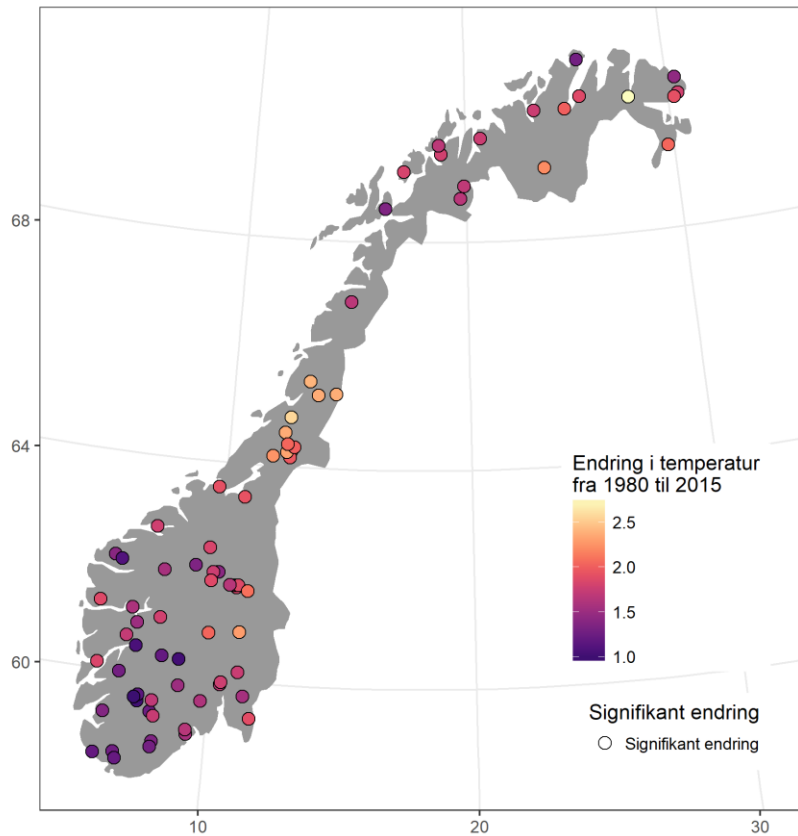 68
64
60
Endring i temperatur
fra 1980 til 2015
2.5
2.0
1.5
1.0
Signifikant endring
Signifikant endring
10
20
30